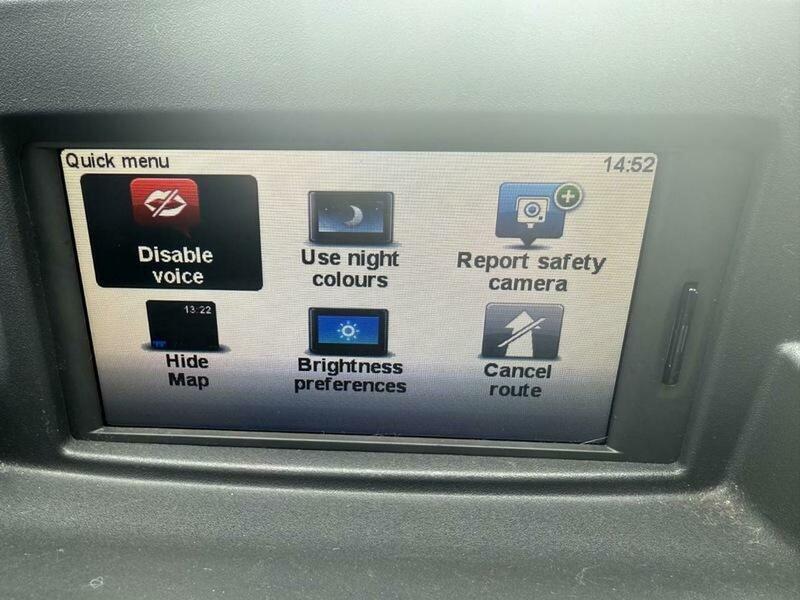 Quick menu 14:52
Disable voice
Use night colours
Report safety camera
13:22
Hide Map
Brightness preferences
Cancel route